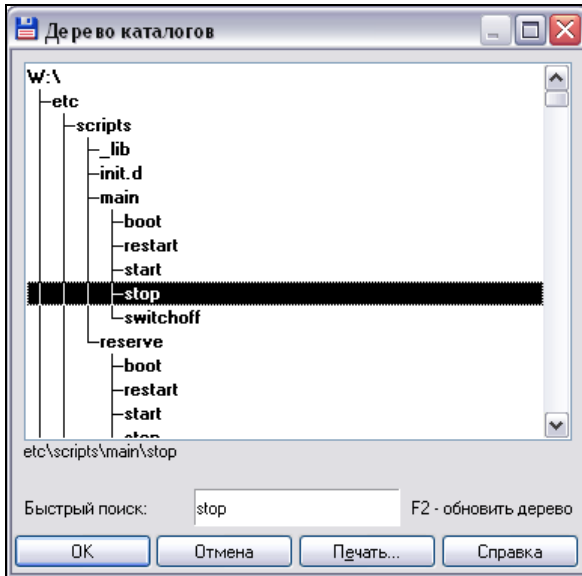 Дерево каталогов
W:\
etc
scripts
_lib
init.d
main
boot
restart
start
stop
switchoff
reserve
boot
restart
start
stop
etc\scripts\main\stop
Быстрый поиск: stop F2 - обновить дерево
OK Отмена Печать... Справка